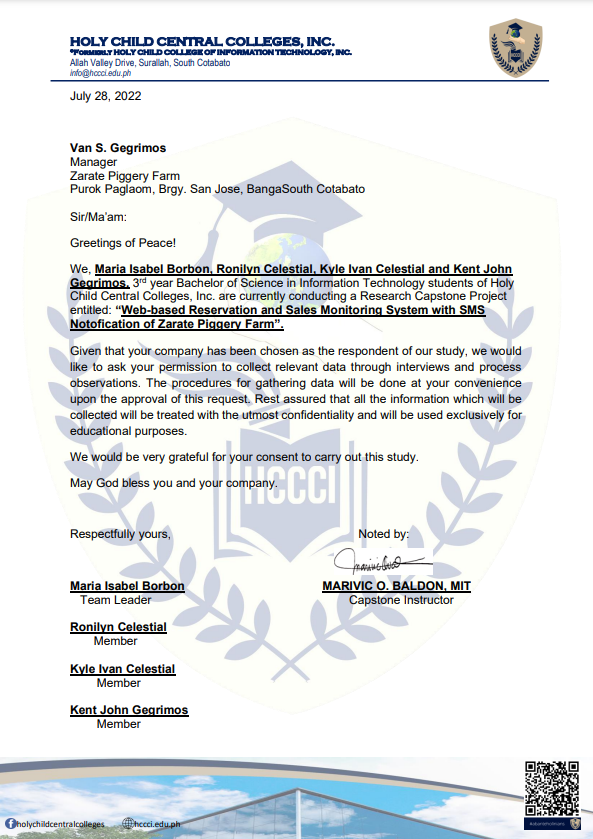 HOLY CHILD CENTRAL COLLEGES, INC.
*FORMERLY HOLY CHILD COLLEGE OF INFORMATION TECHNOLOGY, INC.
Allah Valley Drive, Surallah, South Cotabato
info@hccci.edu.ph
July 28, 2022
Van S. Gegrimos
Manager
Zarate Piggery Farm
Purok Paglaom, Brgy. San Jose, BangaSouth Cotabato
Sir/Ma'am:
Greetings of Peace!
We, Maria Isabel Borbon, Ronilyn Celestial, Kyle Ivan Celestial and Kent John
Gegrimos, 3rd year Bachelor of Science in Information Technology students of Holy
Child Central Colleges, Inc. are currently conducting a Research Capstone Project
entitled: “Web-based Reservation and Sales Monitoring System with SMS
Notofication of Zarate Piggery Farm”.
Given that your company has been chosen as the respondent of our study, we would
like to ask your permission to collect relevant data through interviews and process
observations. The procedures for gathering data will be done at your convenience
upon the approval of this request. Rest assured that all the information which will be
collected will be treated with the utmost confidentiality and will be used exclusively for
educational purposes.
We would be very grateful for your consent to carry out this study.
May God bless you and your company.
HCCCI
Respectfully yours,
Noted by:
Maria Isabel Borbon
MARIVIC O. BALDON, MIT
Team Leader
Capstone Instructor
Ronilyn Celestial
Member
Kyle Ivan Celestial
Member
Kent John Gegrimos
Member
holychildcentralcolleges
hccci.edu.ph